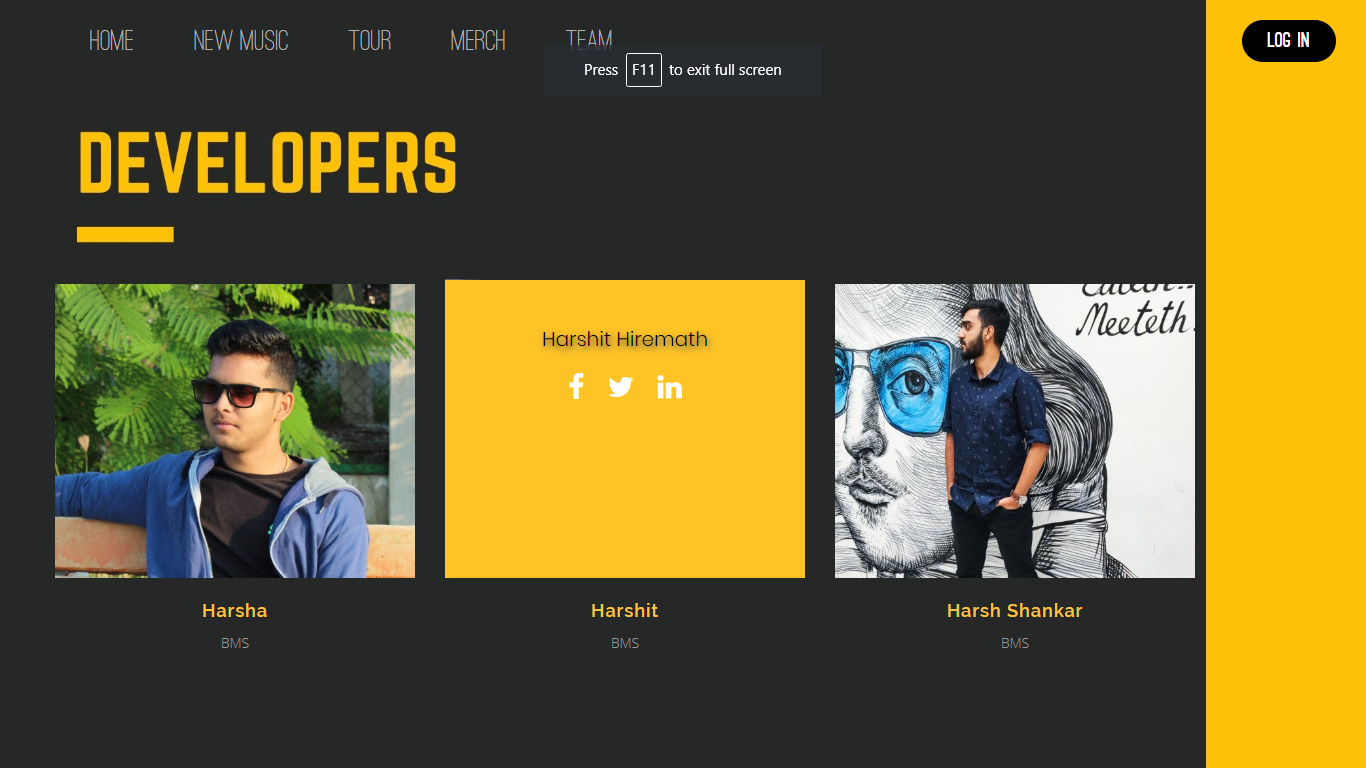 HOME NEW MUSIC TOUR MERCH TEAM LOG IN
Press F11 to exit full screen
DEVELOPERS
Meeteth
Harshit Hiremath
Harsha Harshit Harsh Shankar
BMS BMS BMS